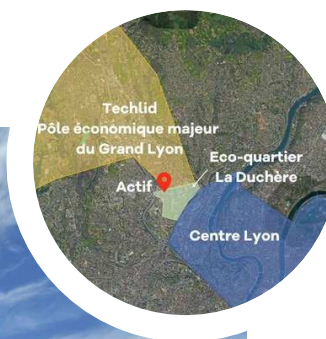 Techlid
Pôle économique majeur
du Grand Lyon
Eco-quartier
La Duchère
Actif
Centre Lyon